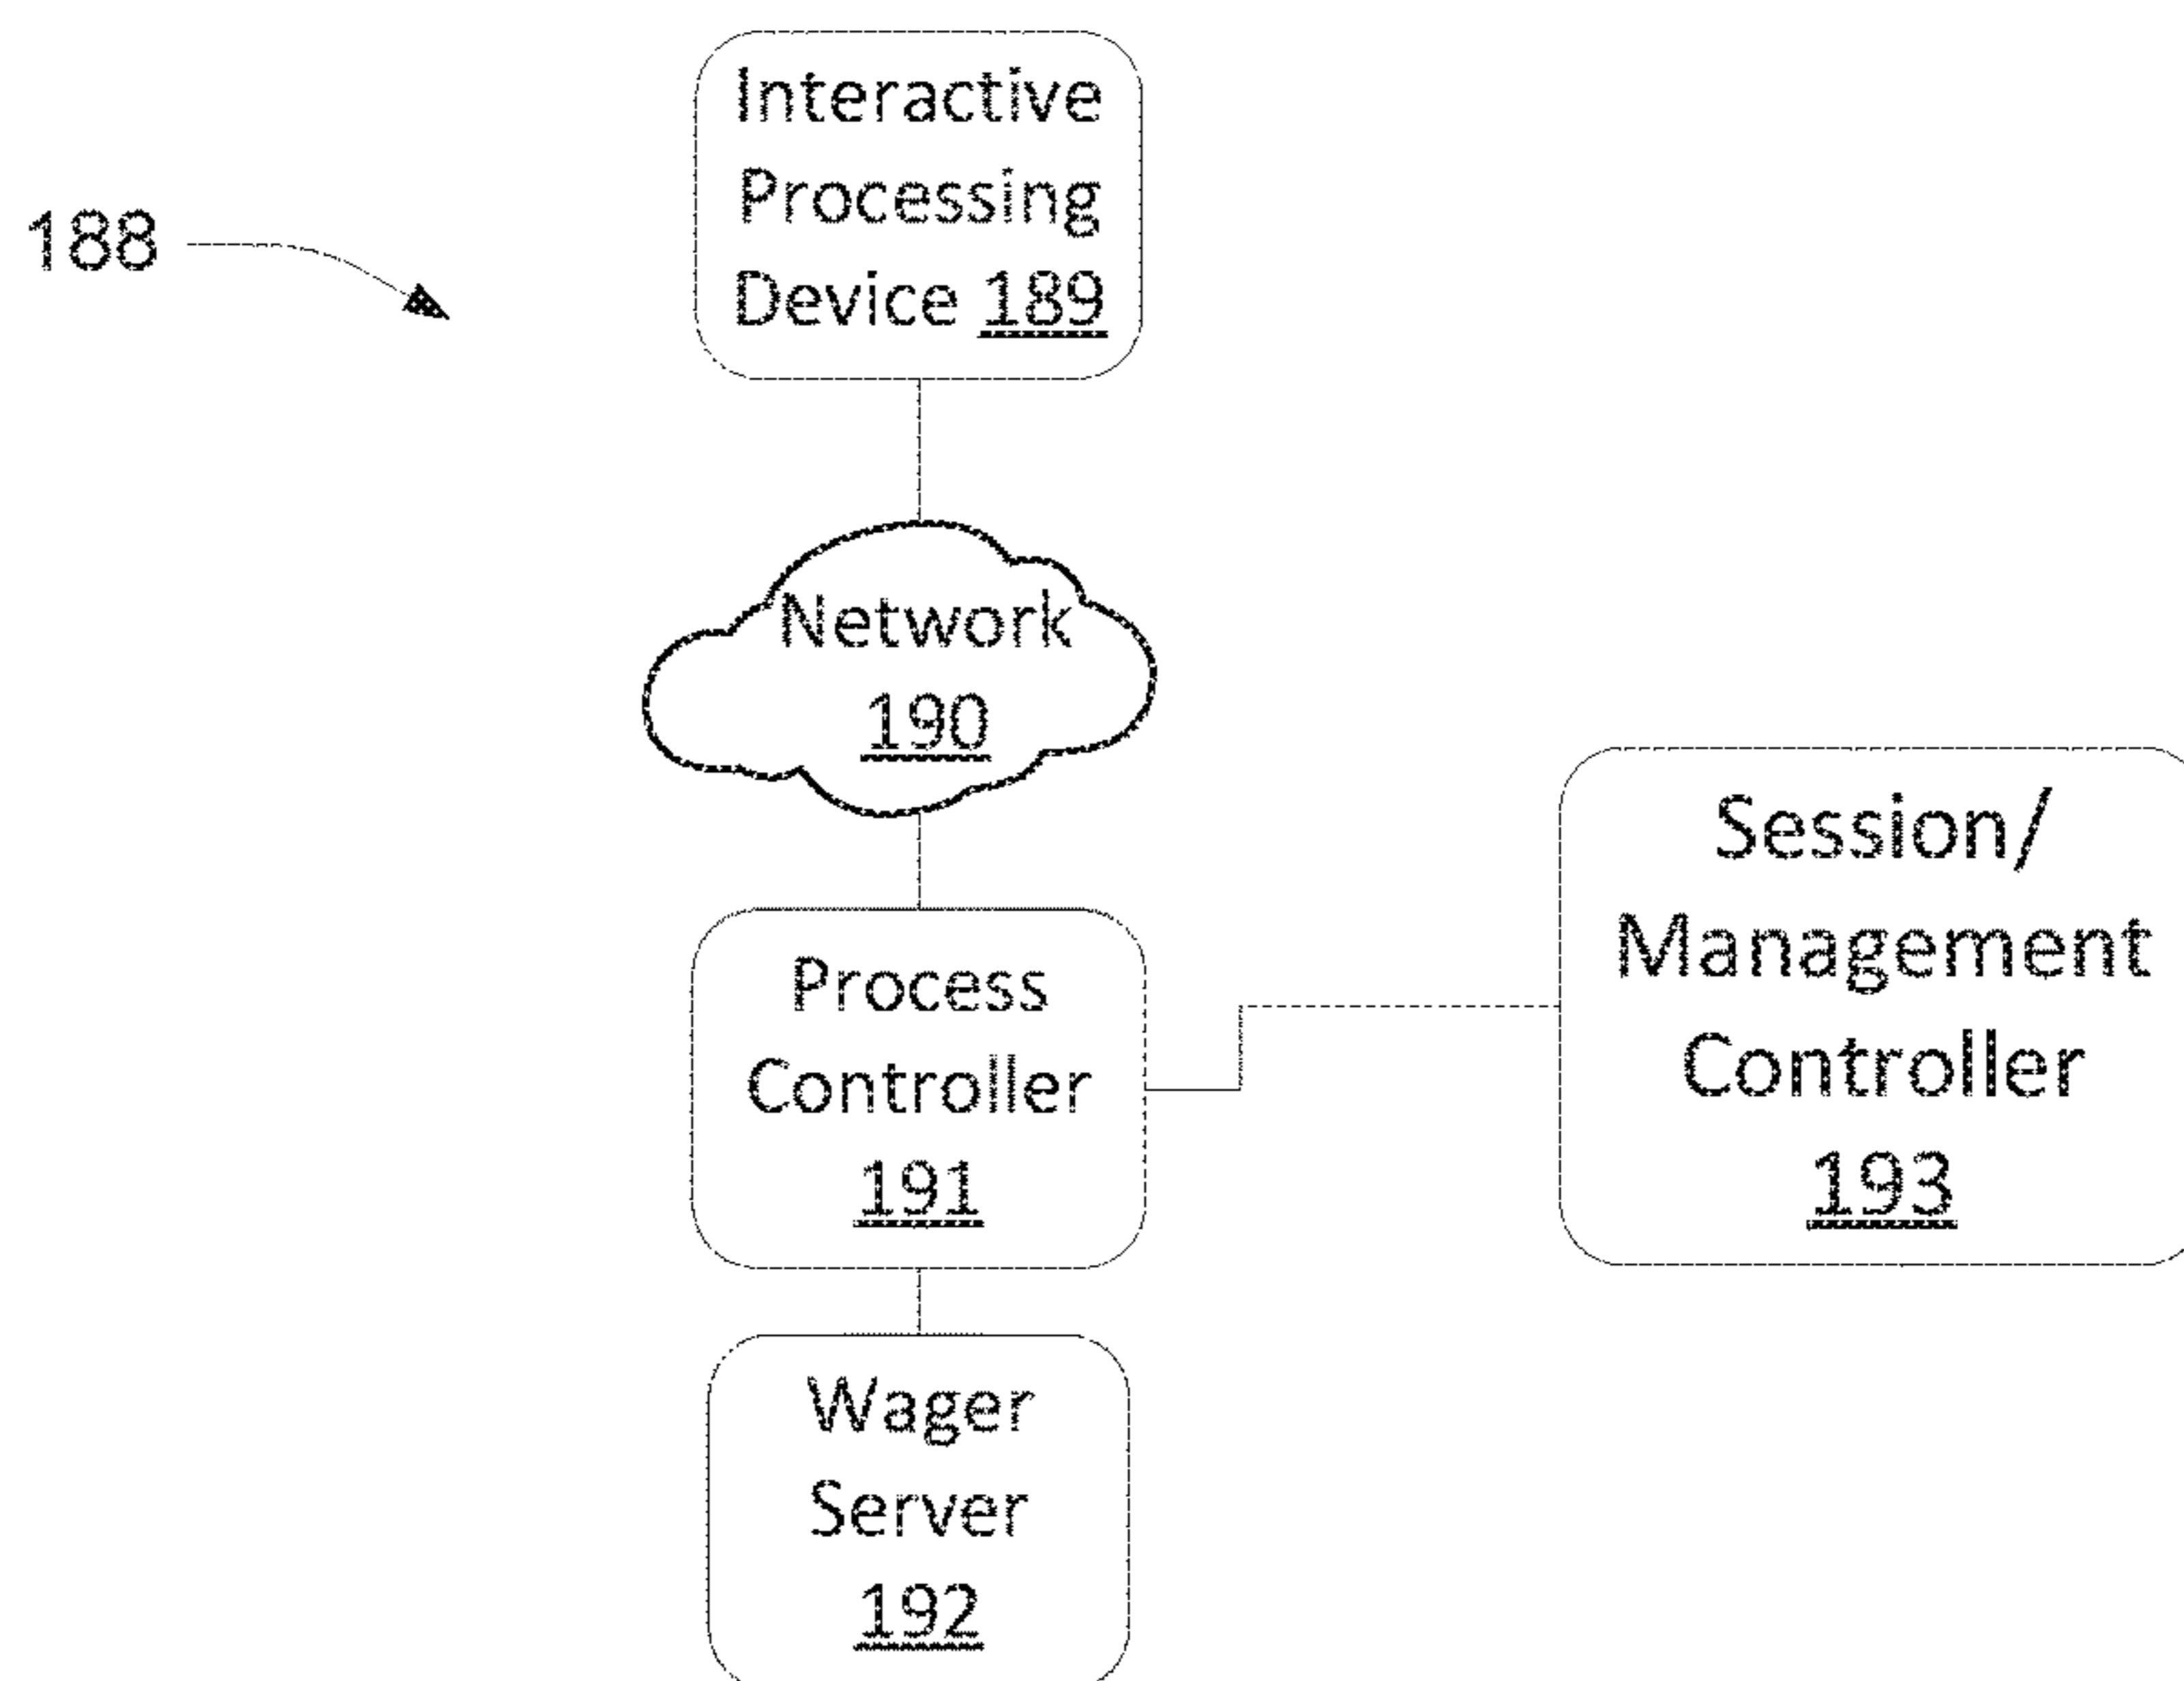 Interactive
Processing
Device 189
188
Network
190
Process
Controller
191
Session/
Management
Controller
193
Wager
Server
192